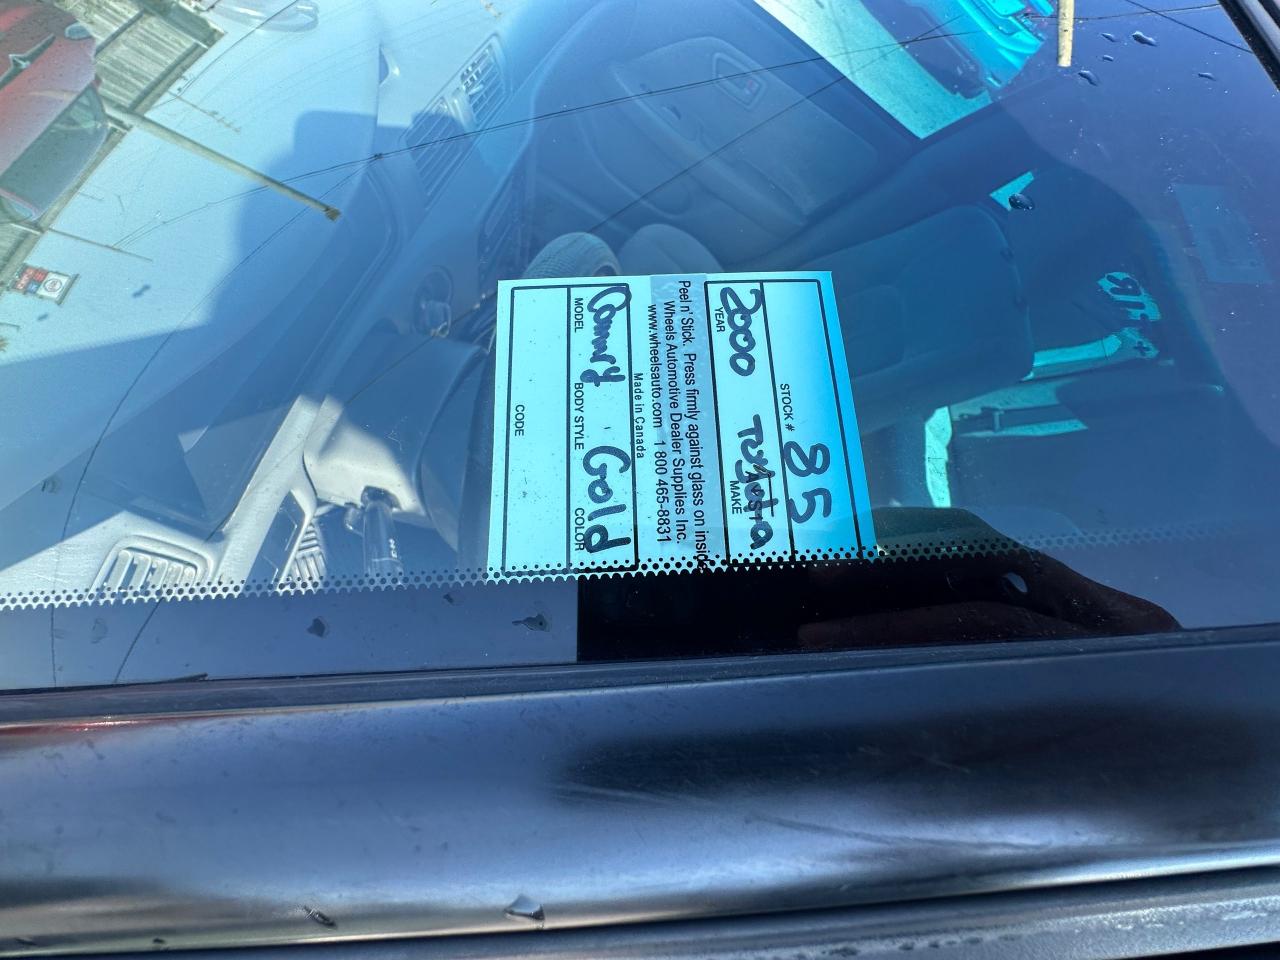 STOCK # 85
2000 Toyota
YEAR MAKE
Peel n' Stick. Press firmly against glass on inside
Wheels Automotive Dealer Supplies Inc.
www.wheelsauto.com 1 800 465-8831
Made in Canada
Camry Gold
MODEL BODY STYLE COLOR
CODE